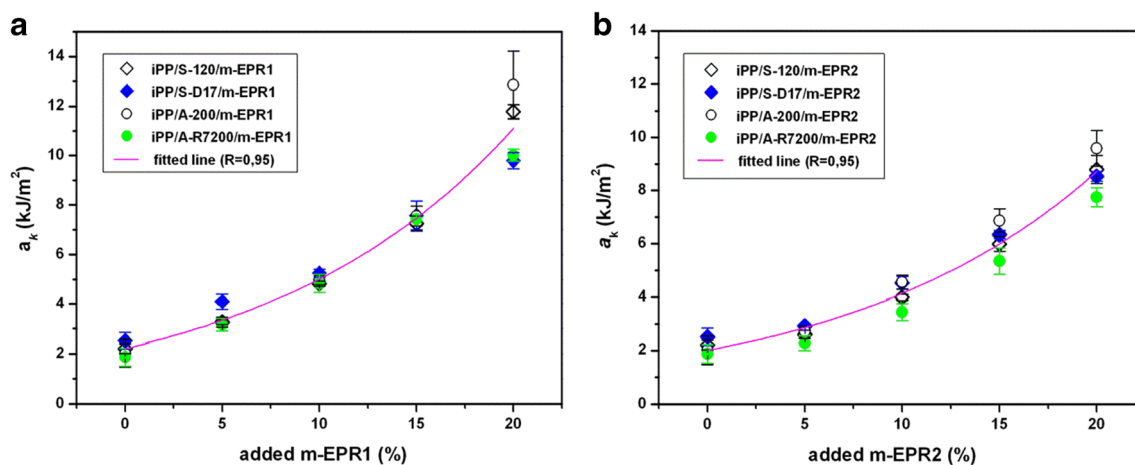 a
14
12
10
8
6
4
2
0
a_k (kJ/m²)
iPP/S-120/m-EPR1
iPP/S-D17/m-EPR1
iPP/A-200/m-EPR1
iPP/A-R7200/m-EPR1
fitted line (R=0,95)
0 5 10 15 20
added m-EPR1 (%)
b
14
12
10
8
6
4
2
0
a_k (kJ/m²)
iPP/S-120/m-EPR2
iPP/S-D17/m-EPR2
iPP/A-200/m-EPR2
iPP/A-R7200/m-EPR2
fitted line (R=0,95)
0 5 10 15 20
added m-EPR2 (%)